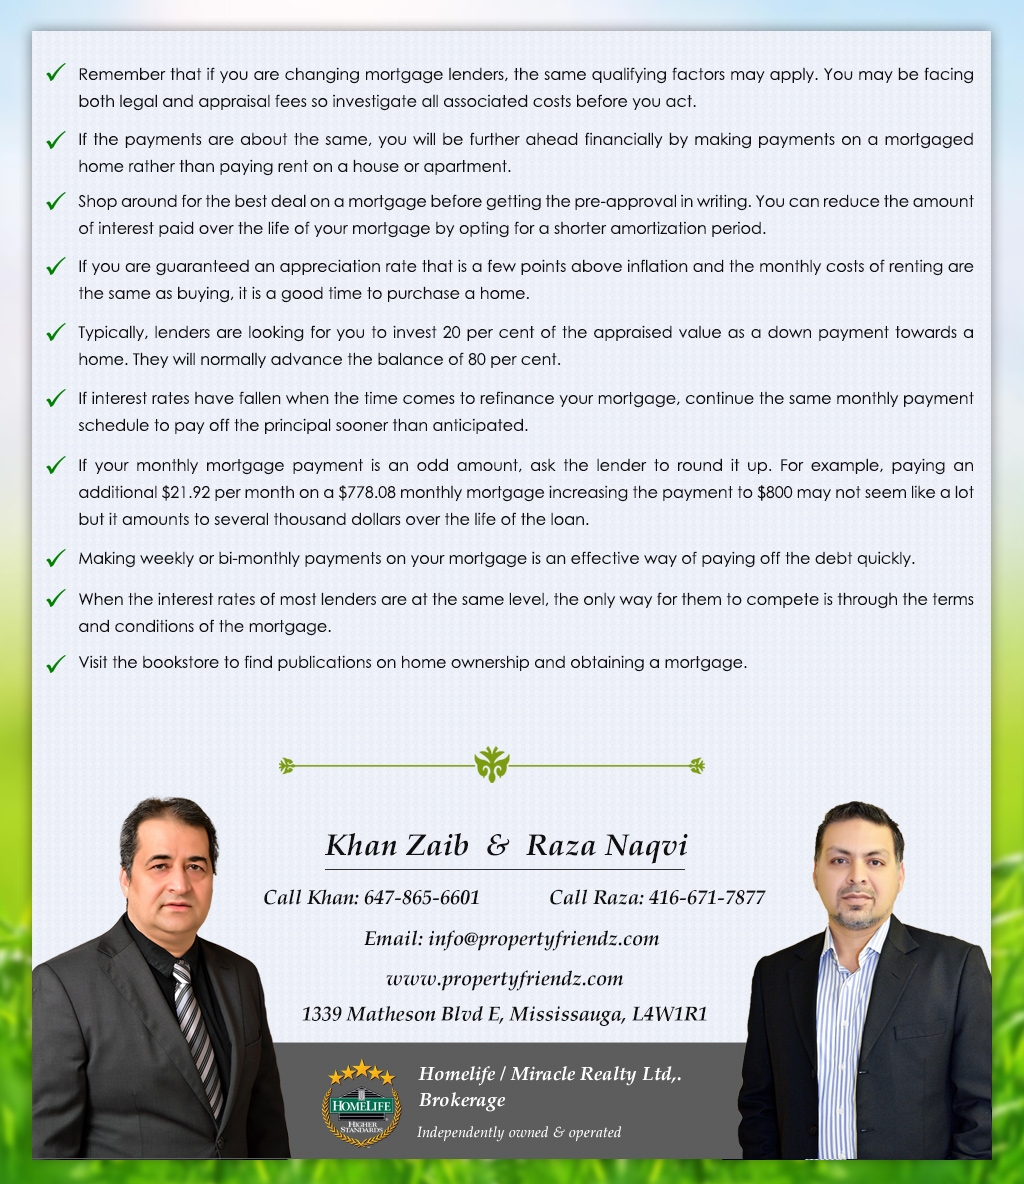 Remember that if you are changing mortgage lenders, the same qualifying factors may apply. You may be facing
both legal and appraisal fees so investigate all associated costs before you act.
If the payments are about the same, you will be further ahead financially by making payments on a mortgaged
home rather than paying rent on a house or apartment.
Shop around for the best deal on a mortgage before getting the pre-approval in writing. You can reduce the amount
of interest paid over the life of your mortgage by opting for a shorter amortization period.
If you are guaranteed an appreciation rate that is a few points above inflation and the monthly costs of renting are
the same as buying, it is a good time to purchase a home.
Typically, lenders are looking for you to invest 20 per cent of the appraised value as a down payment towards a
home. They will normally advance the balance of 80 per cent.
If interest rates have fallen when the time comes to refinance your mortgage, continue the same monthly payment
schedule to pay off the principal sooner than anticipated.
If your monthly mortgage payment is an odd amount, ask the lender to round it up. For example, paying an
additional $21.92 per month on a $778.08 monthly mortgage increasing the payment to $800 may not seem like a lot
but it amounts to several thousand dollars over the life of the loan.
Making weekly or bi-monthly payments on your mortgage is an effective way of paying off the debt quickly.
When the interest rates of most lenders are at the same level, the only way for them to compete is through the terms
and conditions of the mortgage.
Visit the bookstore to find publications on home ownership and obtaining a mortgage.
Khan Zaib & Raza Naqvi
Call Khan: 647-865-6601 Call Raza: 416-671-7877
Email: info@propertyfriendz.com
www.propertyfriendz.com
1339 Matheson Blvd E, Mississauga, L4W1R1
Homelife / Miracle Realty Ltd,.
Brokerage
Independently owned & operated
HOMELIFE
HIGHER
STANDARDS